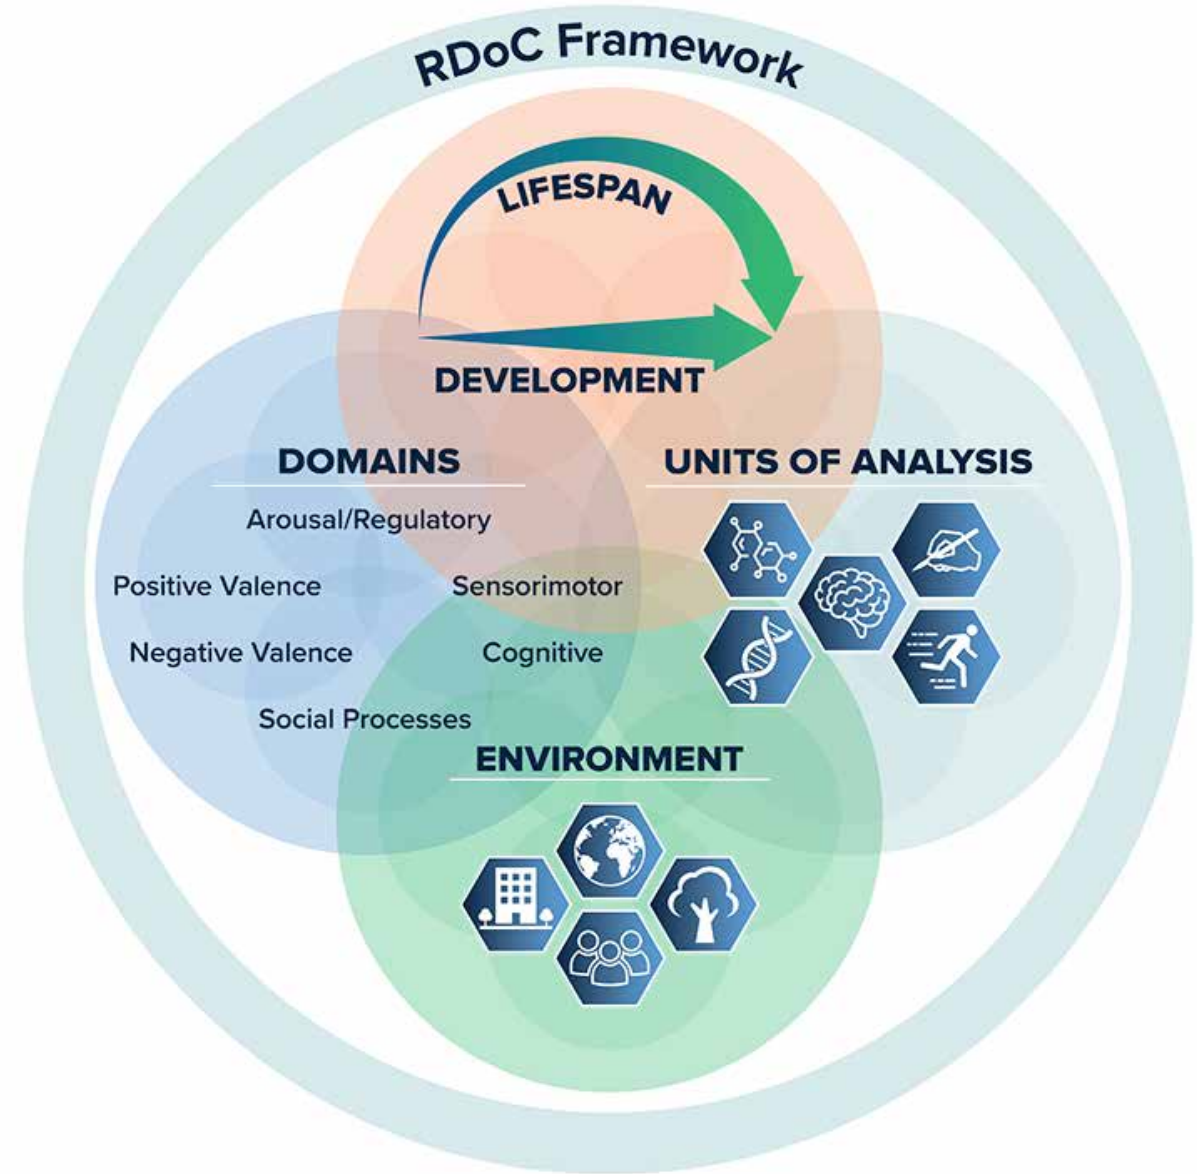 RDoC Framework
LIFESPAN
DEVELOPMENT
DOMAINS
Arousal/Regulatory
Positive Valence
Sensorimotor
Negative Valence
Cognitive
Social Processes
UNITS OF ANALYSIS
ENVIRONMENT